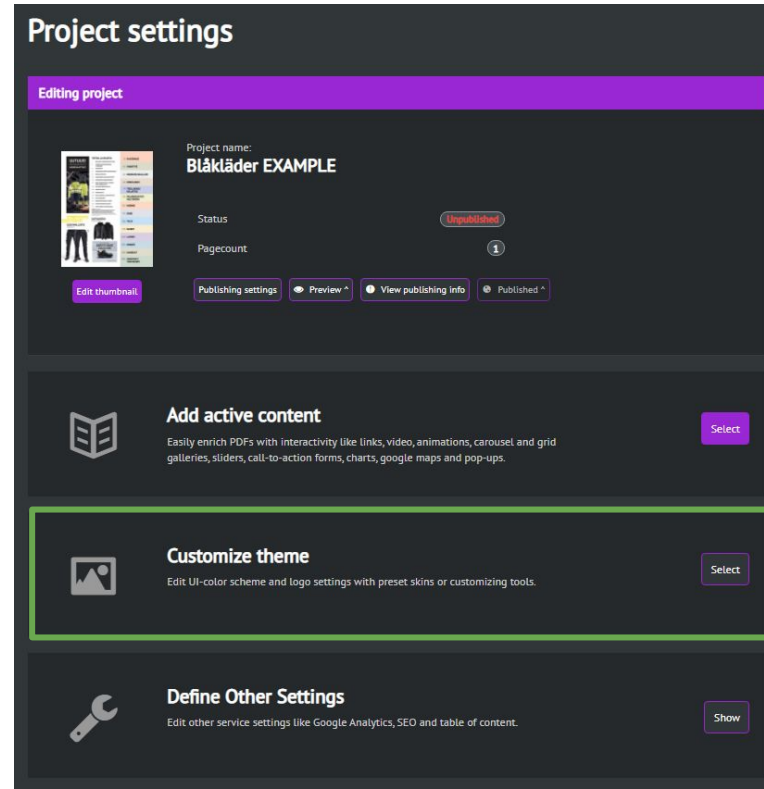 Project settings
Editing project
Project name:
Blåkläder EXAMPLE
Status
Unpublished
Pagecount
1
Edit thumbnail
Publishing settings
Preview ^
View publishing info
Published ^
Add active content
Easily enrich PDFs with interactivity like links, video, animations, carousel and grid
galleries, sliders, call-to-action forms, charts, google maps and pop-ups.
Select
Customize theme
Edit UI-color scheme and logo settings with preset skins or customizing tools.
Select
Define Other Settings
Edit other service settings like Google Analytics, SEO and table of content.
Show